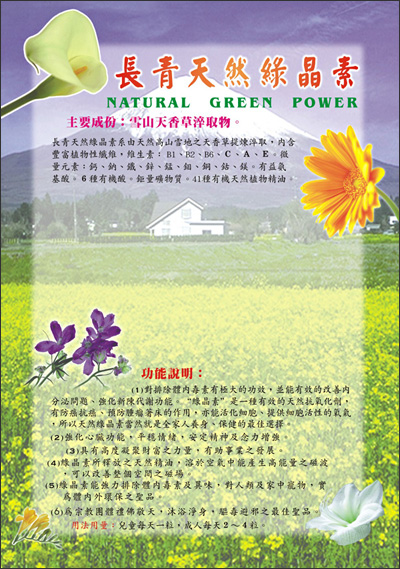 長青天然綠晶素
NATURAL GREEN POWER
主要成份：雪山天香草淬取物。
長青天然綠晶素系由天然高山雪地之天香草提煉淬取，內含
豐富植物性纖維，維生素：B1、B2、B6、C、A、E。微
量元素：鈣、鈉、鐵、鋅、錳、鉬、銅、鈷、鎂。有益氨
基酸。6種有機酸。鉅量礦物質。41種有機天然植物精油。
功能說明：
(1)對排除體內毒素有極大的功效，並能有效的改善內
分泌問題、強化新陳代謝功能。“綠晶素”是一種有效的天然抗氧化劑，
有防癌抗癌、預防腫瘤著床的作用，亦能活化細胞、提供細胞活性的氧氣
，所以天然綠晶素當然就是全家人養身、保健的最佳選擇。
(2)強化心臟功能，平穩情緒，安定精神及念力增強。
(3)具有高度凝聚財富之力量，有助事業之發展。
(4)綠晶素所釋放之天然精油，溶於空氣中能產生高能量之磁波
，可以改善整個空間之磁場。
(5)綠晶素能強力排除體內毒素及異味，對人類及家中寵物，實
為體內外環保之聖品。
(6)為宗教團體禮佛敬天，沐浴淨身，驅毒避邪之最佳聖品。
用法用量：兒童每天一粒，成人每天2～4粒。